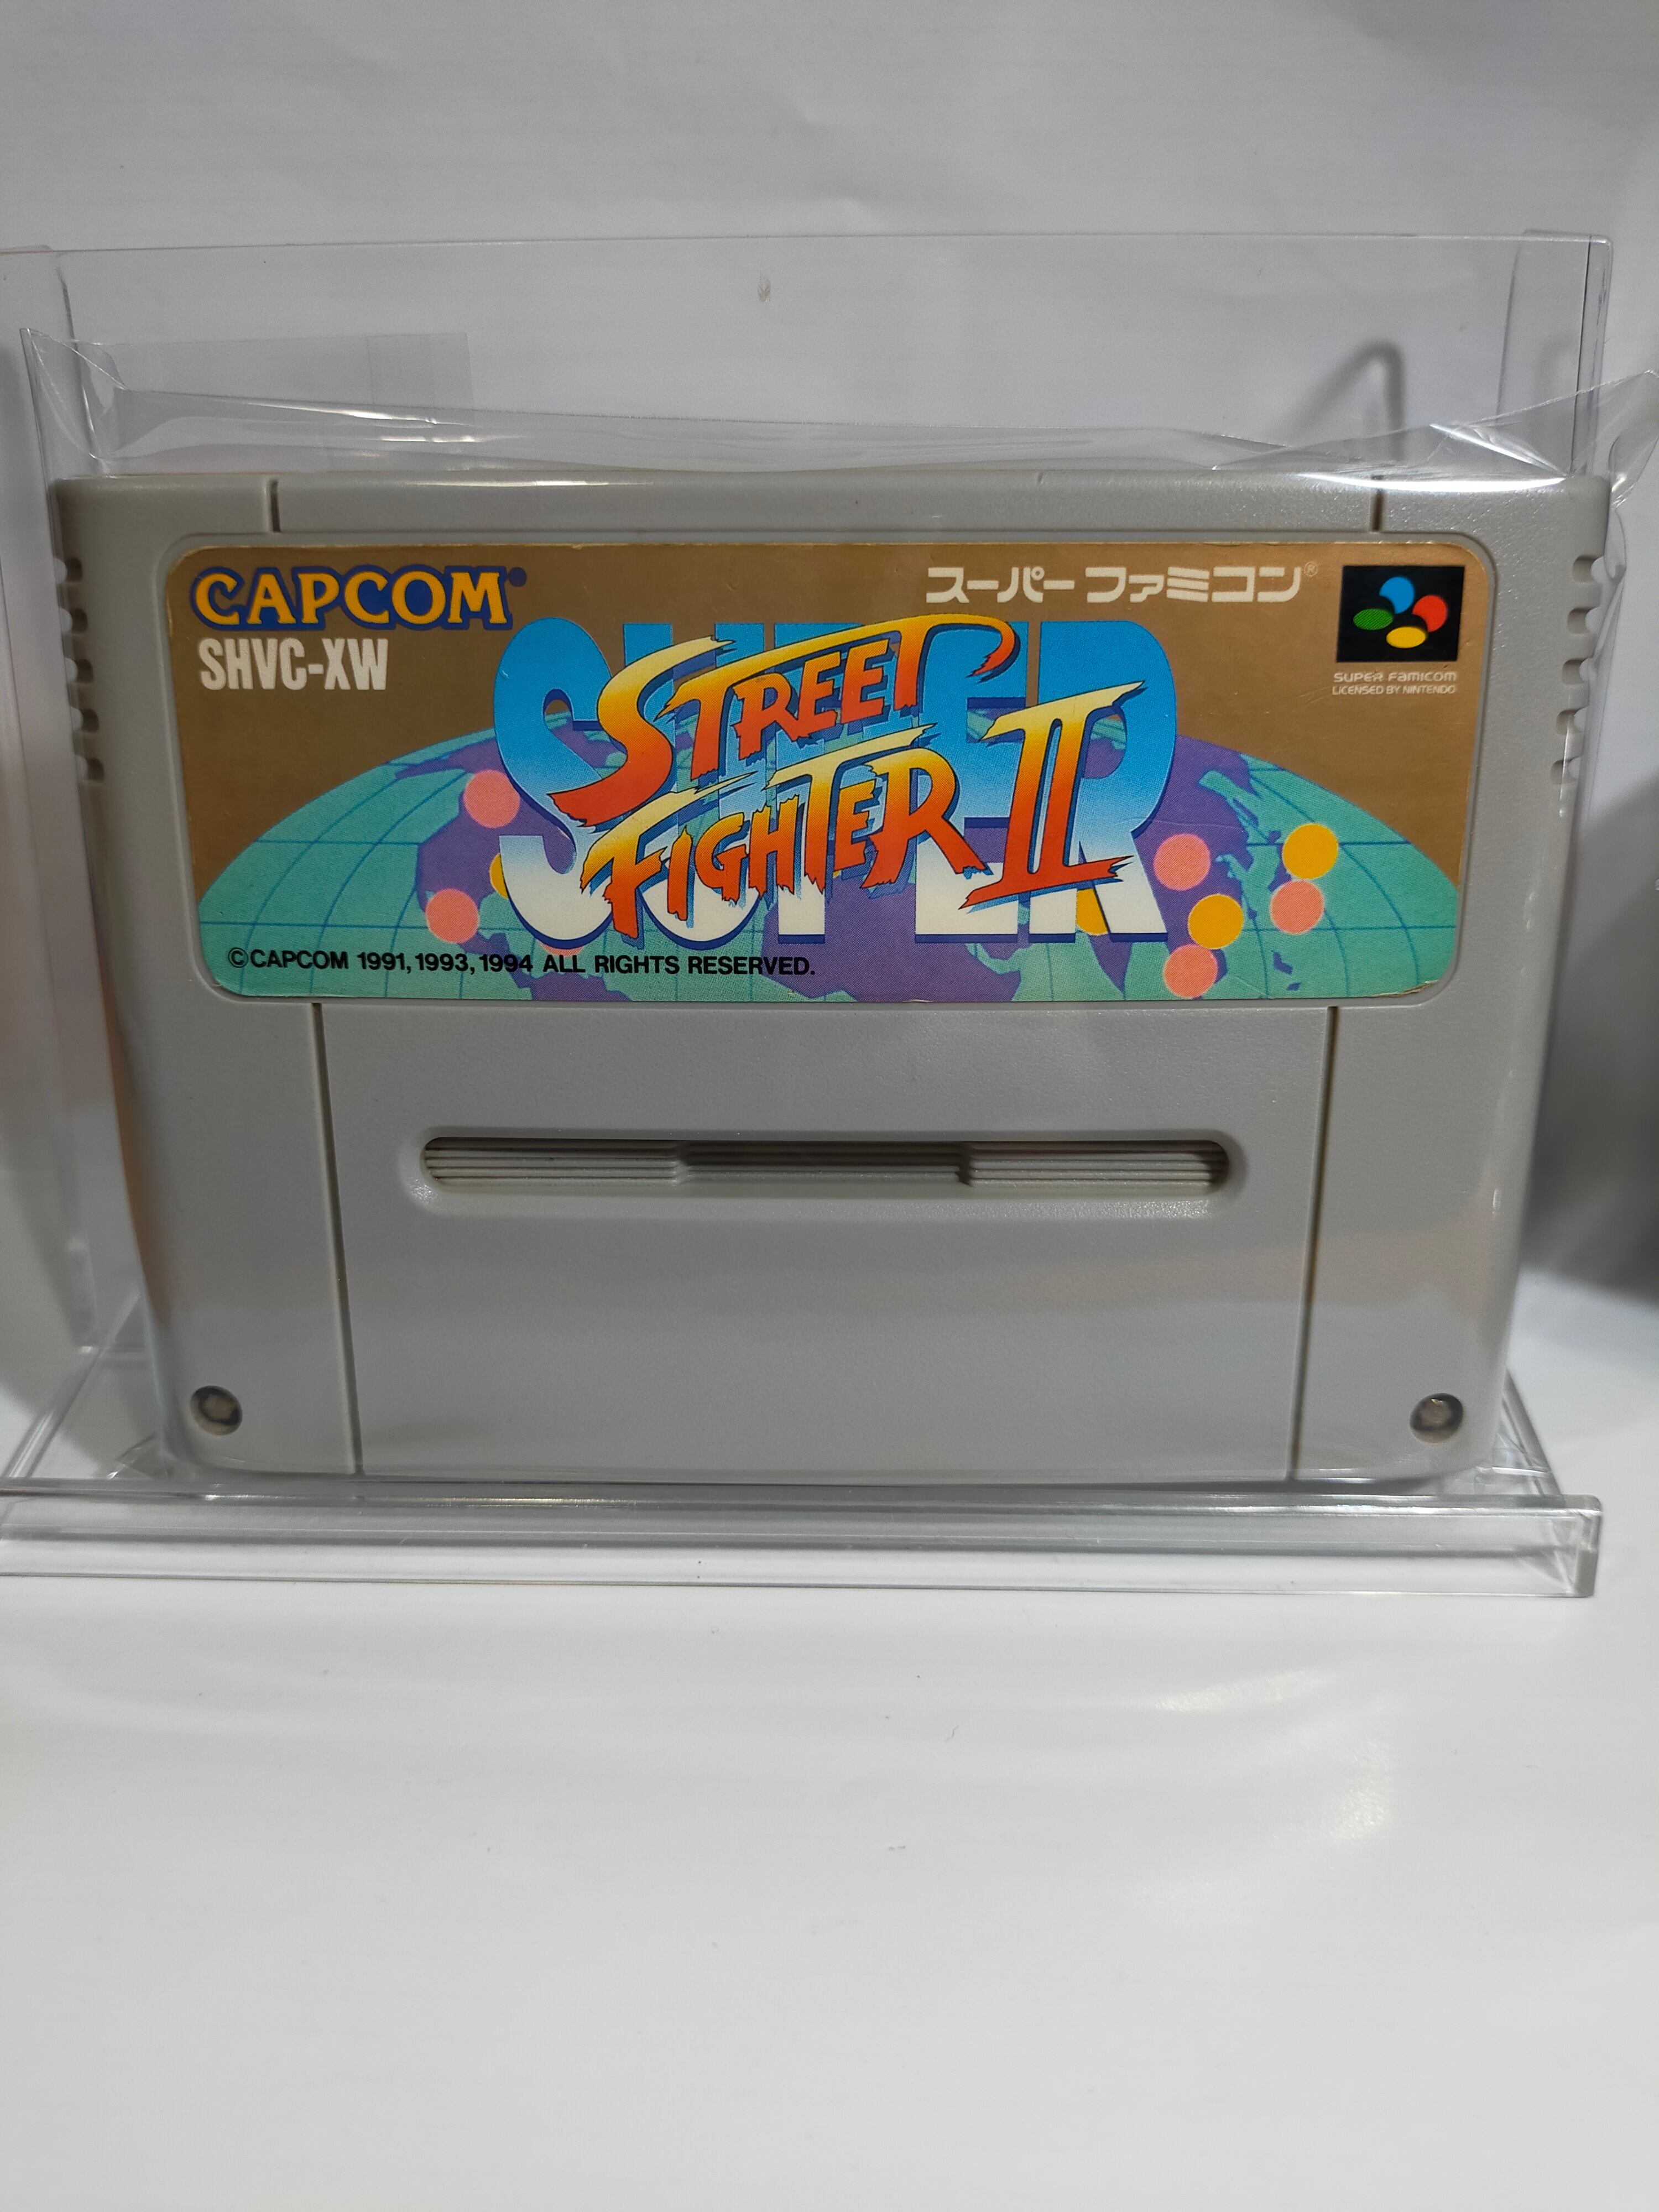 CAPCOM
スーパーファミコン®
SHVC-XW
SUPER FAMICOM
LICENSED BY NINTENDO
SUPER
STREET
FIGHTER II
©CAPCOM 1991,1993,1994 ALL RIGHTS RESERVED.